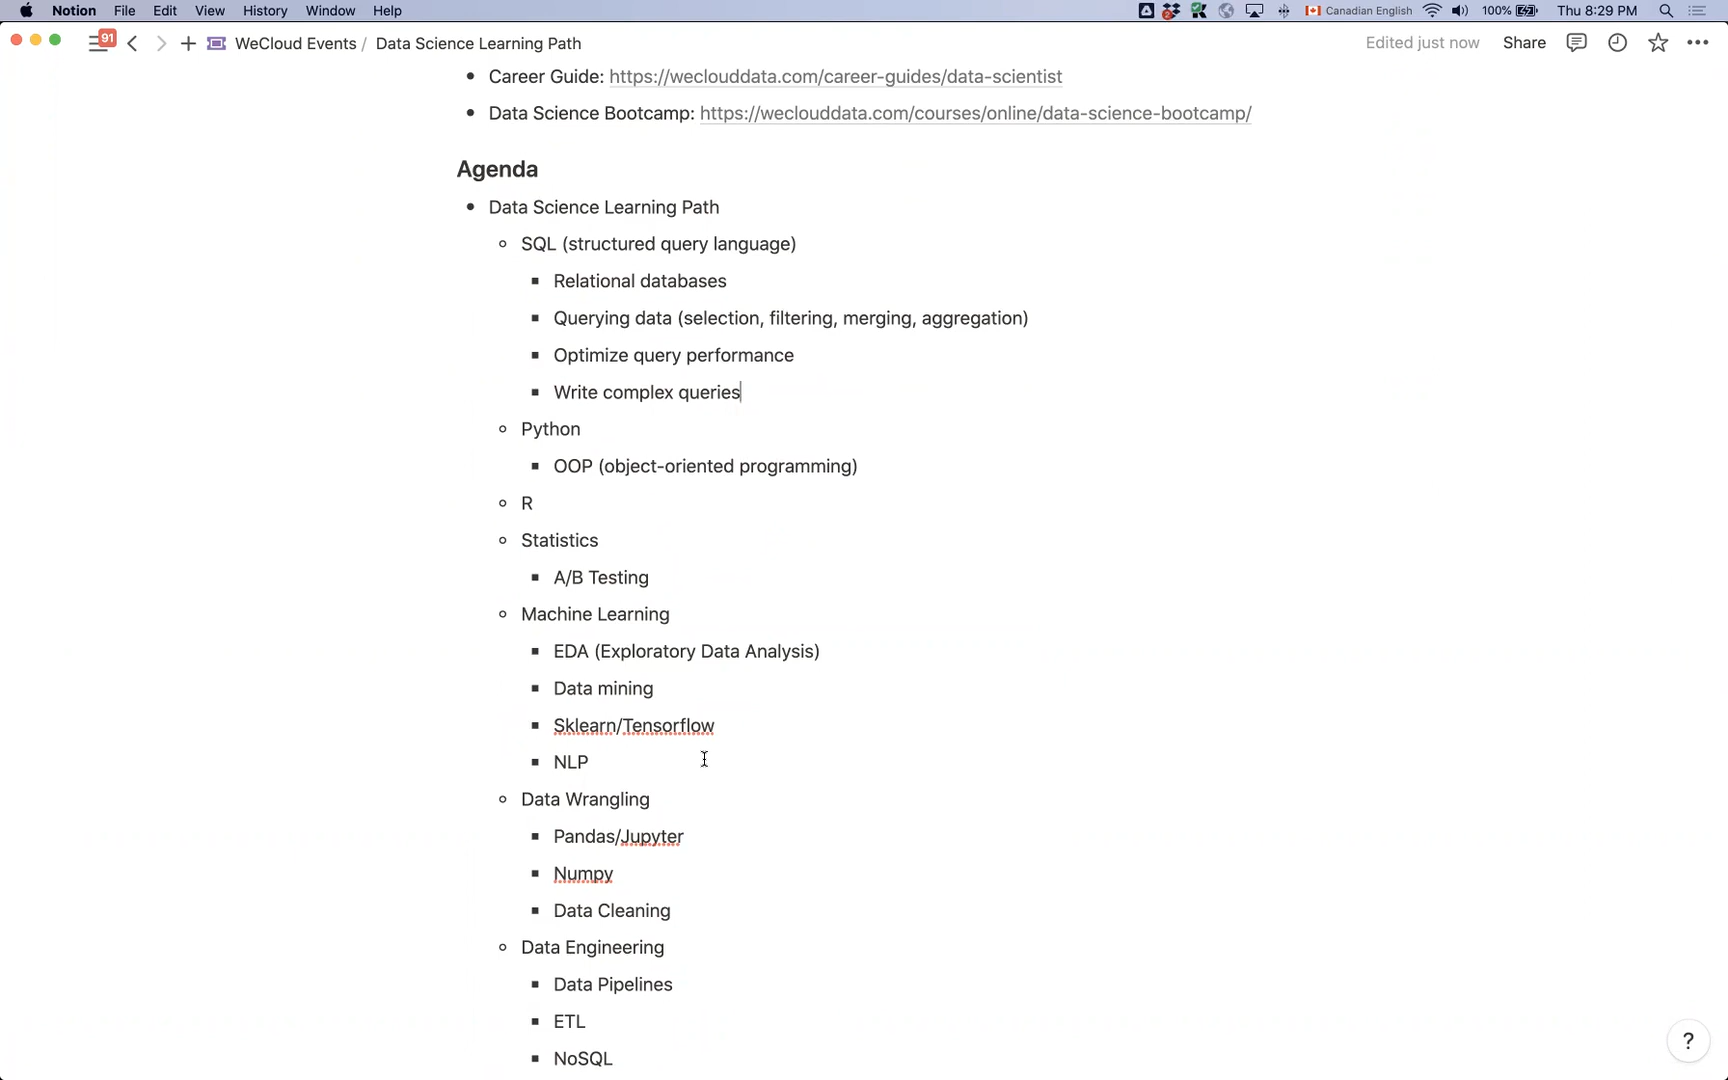 Notion File Edit View History Window Help 2 Canadian English 100% Thu 8:29 PM
91 WeCloud Events / Data Science Learning Path Edited just now Share
• Career Guide: https://weclouddata.com/career-guides/data-scientist
• Data Science Bootcamp: https://weclouddata.com/courses/online/data-science-bootcamp/
Agenda
• Data Science Learning Path
◦ SQL (structured query language)
▪ Relational databases
▪ Querying data (selection, filtering, merging, aggregation)
▪ Optimize query performance
▪ Write complex queries
◦ Python
▪ OOP (object-oriented programming)
◦ R
◦ Statistics
▪ A/B Testing
◦ Machine Learning
▪ EDA (Exploratory Data Analysis)
▪ Data mining
▪ Sklearn/Tensorflow
▪ NLP
◦ Data Wrangling
▪ Pandas/Jupyter
▪ Numpy
▪ Data Cleaning
◦ Data Engineering
▪ Data Pipelines
▪ ETL
▪ NoSQL
?